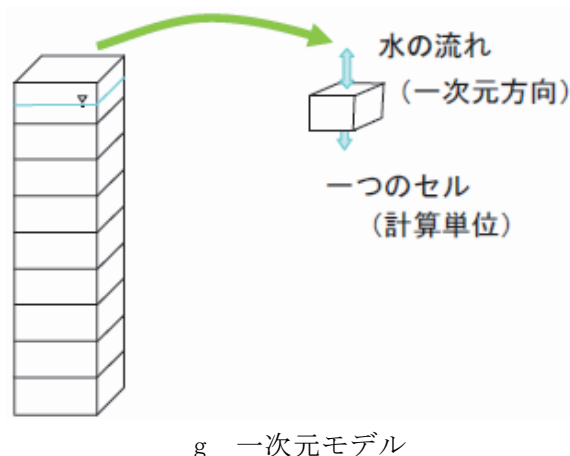 水の流れ
（一次元方向）
一つのセル
（計算単位）
g　一次元モデル